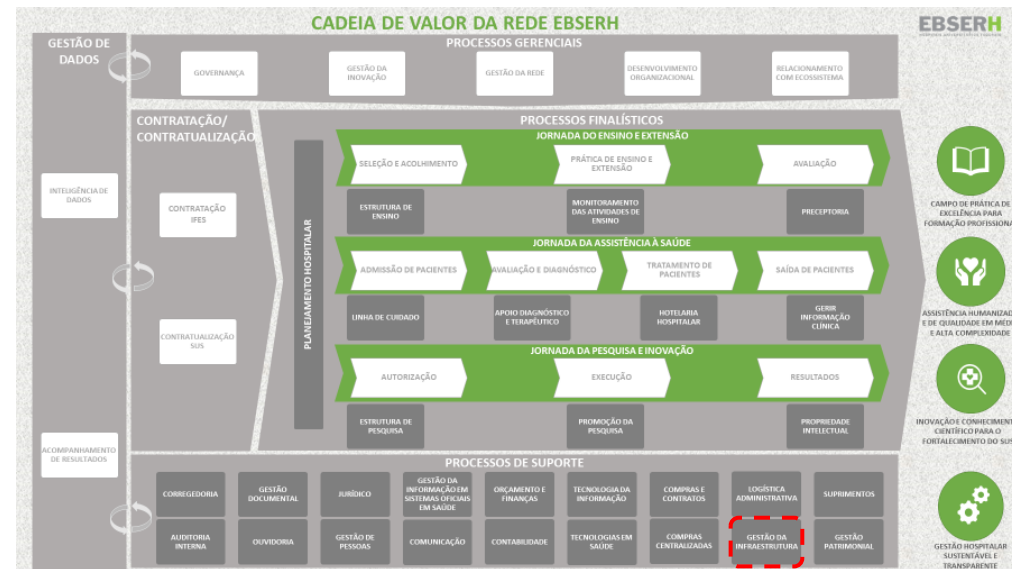 CADEIA DE VALOR DA REDE EBSERH
EBSERH
GESTÃO DE
DADOS
INTELIGÊNCIA DE
DADOS
ACOMPANHAMENTO
DE RESULTADOS
PROCESSOS GERENCIAIS
GOVERNANÇA
GESTÃO DA
INOVAÇÃO
GESTÃO DA REDE
DESENVOLVIMENTO
ORGANIZACIONAL
RELACIONAMENTO
COM ECOSSISTEMA
CONTRATAÇÃO/
CONTRATUALIZAÇÃO
CONTRATAÇÃO
IFES
CONTRATUALIZAÇÃO
SUS
PROCESSOS FINALÍSTICOS
PLANEJAMENTO HOSPITALAR
JORNADA DO ENSINO E EXTENSÃO
SELEÇÃO E ACOLHIMENTO
PRÁTICA DE ENSINO E
EXTENSÃO
AVALIAÇÃO
ESTRUTURA DE
ENSINO
MONITORAMENTO
DAS ATIVIDADES DE
ENSINO
PRECEPTORIA
JORNADA DA ASSISTÊNCIA À SAÚDE
ADMISSÃO DE PACIENTES
AVALIAÇÃO E DIAGNÓSTICO
TRATAMENTO DE
PACIENTES
SAÍDA DE PACIENTES
LINHA DE CUIDADO
APOIO DIAGNÓSTICO
E TERAPÊUTICO
HOTELARIA
HOSPITALAR
GERIR
INFORMAÇÃO
CLÍNICA
JORNADA DA PESQUISA E INOVAÇÃO
AUTORIZAÇÃO
EXECUÇÃO
RESULTADOS
ESTRUTURA DE
PESQUISA
PROMOÇÃO DA
PESQUISA
PROPRIEDADE
INTELECTUAL
PROCESSOS DE SUPORTE
CORREGEDORIA
GESTÃO
DOCUMENTAL
JURÍDICO
GESTÃO DA
INFORMAÇÃO EM
SISTEMAS OFICIAIS
EM SAÚDE
ORÇAMENTO E
FINANÇAS
TECNOLOGIA DA
INFORMAÇÃO
COMPRAS E
CONTRATOS
LOGÍSTICA
ADMINISTRATIVA
SUPRIMENTOS
AUDITORIA
INTERNA
OUVIDORIA
GESTÃO DE
PESSOAS
COMUNICAÇÃO
CONTABILIDADE
TECNOLOGIAS EM
SAÚDE
COMPRAS
CENTRALIZADAS
GESTÃO DA
INFRAESTRUTURA
GESTÃO
PATRIMONIAL
CAMPO DE PRÁTICA DE
EXCELÊNCIA PARA
FORMAÇÃO PROFISSIONA
ASSISTÊNCIA HUMANIZAD
E DE QUALIDADE EM MÉDI
E ALTA COMPLEXIDADE
INOVAÇÃO E CONHECIMENT
CIENTÍFICO PARA O
FORTALECIMENTO DO SUS
GESTÃO HOSPITALAR
SUSTENTÁVEL E
TRANSPARENTE